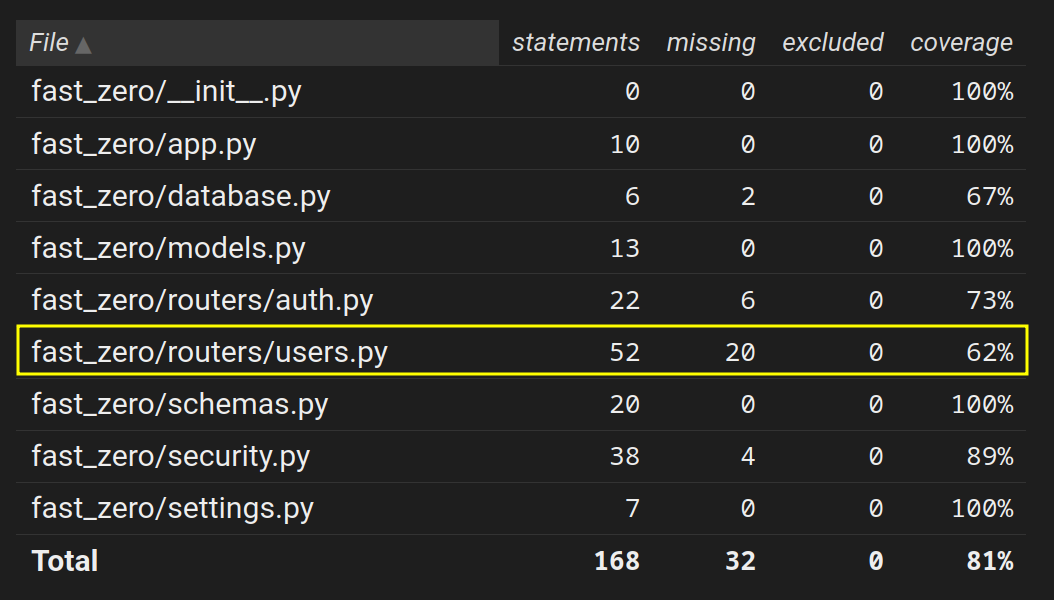 File ▲ statements missing excluded coverage
fast_zero/__init__.py 0 0 0 100%
fast_zero/app.py 10 0 0 100%
fast_zero/database.py 6 2 0 67%
fast_zero/models.py 13 0 0 100%
fast_zero/routers/auth.py 22 6 0 73%
fast_zero/routers/users.py 52 20 0 62%
fast_zero/schemas.py 20 0 0 100%
fast_zero/security.py 38 4 0 89%
fast_zero/settings.py 7 0 0 100%
Total 168 32 0 81%